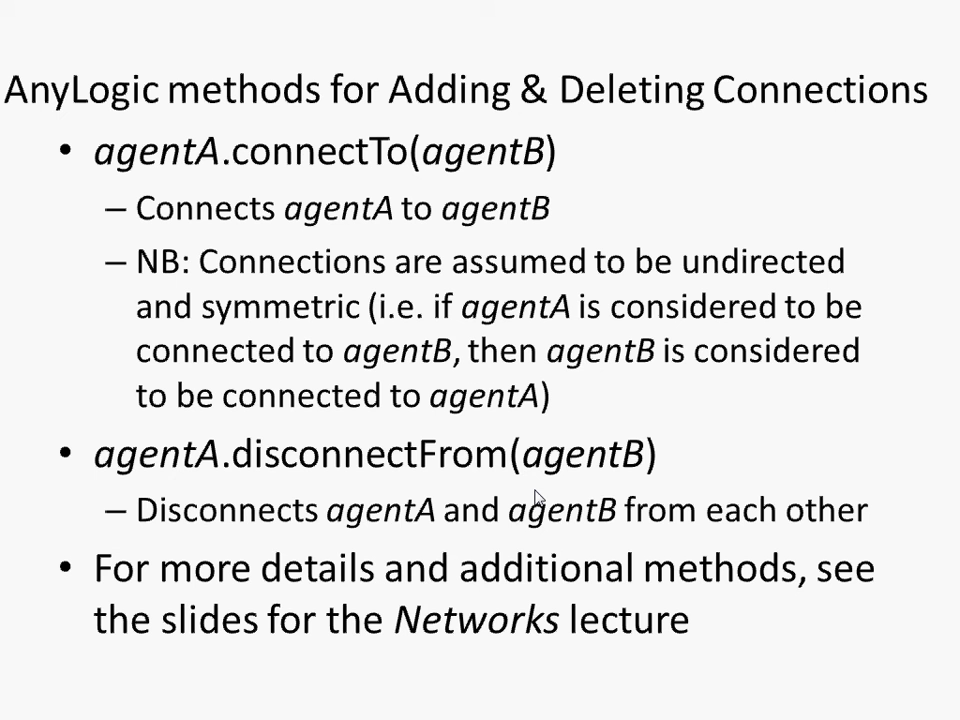 AnyLogic methods for Adding & Deleting Connections
• agentA.connectTo(agentB)
– Connects agentA to agentB
– NB: Connections are assumed to be undirected
and symmetric (i.e. if agentA is considered to be
connected to agentB, then agentB is considered
to be connected to agentA)
• agentA.disconnectFrom(agentB)
– Disconnects agentA and agentB from each other
• For more details and additional methods, see
the slides for the Networks lecture